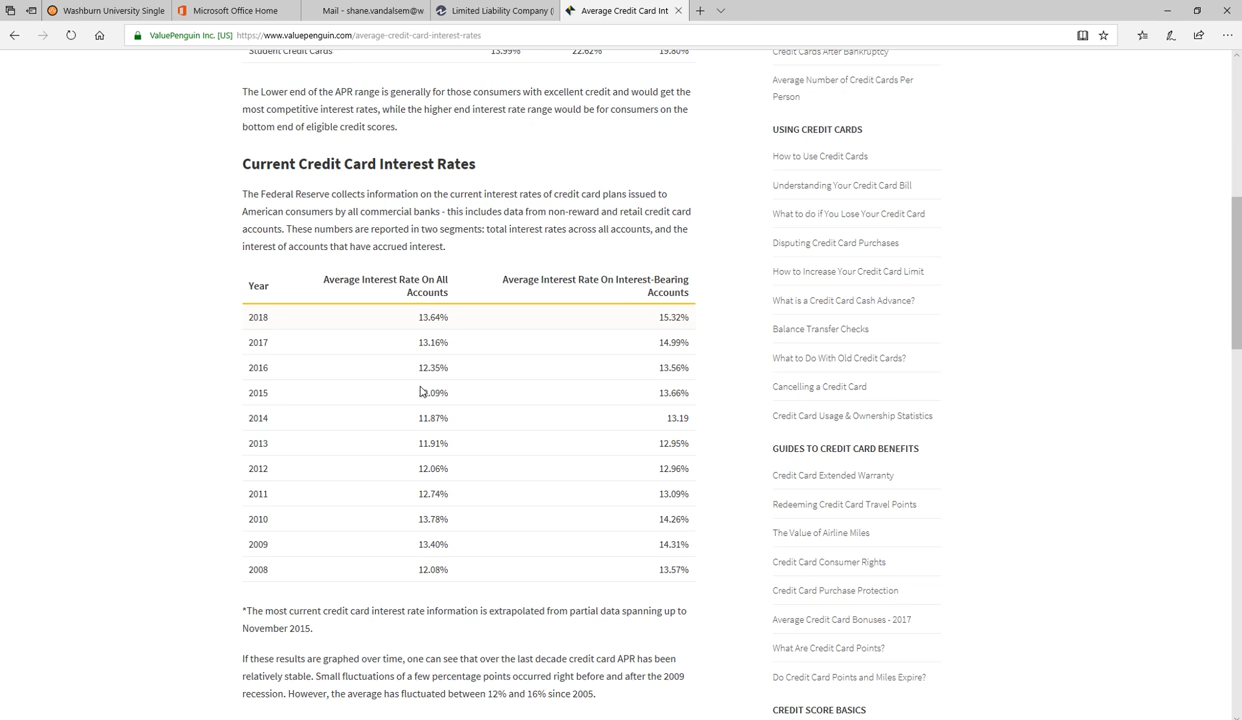 Washburn University Single
Microsoft Office Home
Mail - shane.vandalsem@w
Limited Liability Company (
Average Credit Card Int
ValuePenguin Inc. [US] https://www.valuepenguin.com/average-credit-card-interest-rates
Student Credit Cards 13.99% 22.62% 19.80%
The Lower end of the APR range is generally for those consumers with excellent credit and would get the
most competitive interest rates, while the higher end interest rate range would be for consumers on the
bottom end of eligible credit scores.
Current Credit Card Interest Rates
The Federal Reserve collects information on the current interest rates of credit card plans issued to
American consumers by all commercial banks - this includes data from non-reward and retail credit card
accounts. These numbers are reported in two segments: total interest rates across all accounts, and the
interest of accounts that have accrued interest.
Year
Average Interest Rate On All
Accounts
Average Interest Rate On Interest-Bearing
Accounts
2018 13.64% 15.32%
2017 13.16% 14.99%
2016 12.35% 13.56%
2015 .09% 13.66%
2014 11.87% 13.19
2013 11.91% 12.95%
2012 12.06% 12.96%
2011 12.74% 13.09%
2010 13.78% 14.26%
2009 13.40% 14.31%
2008 12.08% 13.57%
*The most current credit card interest rate information is extrapolated from partial data spanning up to
November 2015.
If these results are graphed over time, one can see that over the last decade credit card APR has been
relatively stable. Small fluctuations of a few percentage points occurred right before and after the 2009
recession. However, the average has fluctuated between 12% and 16% since 2005.
Credit Cards After Bankruptcy
Average Number of Credit Cards Per
Person
USING CREDIT CARDS
How to Use Credit Cards
Understanding Your Credit Card Bill
What to do if You Lose Your Credit Card
Disputing Credit Card Purchases
How to Increase Your Credit Card Limit
What is a Credit Card Cash Advance?
Balance Transfer Checks
What to Do With Old Credit Cards?
Cancelling a Credit Card
Credit Card Usage & Ownership Statistics
GUIDES TO CREDIT CARD BENEFITS
Credit Card Extended Warranty
Redeeming Credit Card Travel Points
The Value of Airline Miles
Credit Card Consumer Rights
Credit Card Purchase Protection
Average Credit Card Bonuses - 2017
What Are Credit Card Points?
Do Credit Card Points and Miles Expire?
CREDIT SCORE BASICS